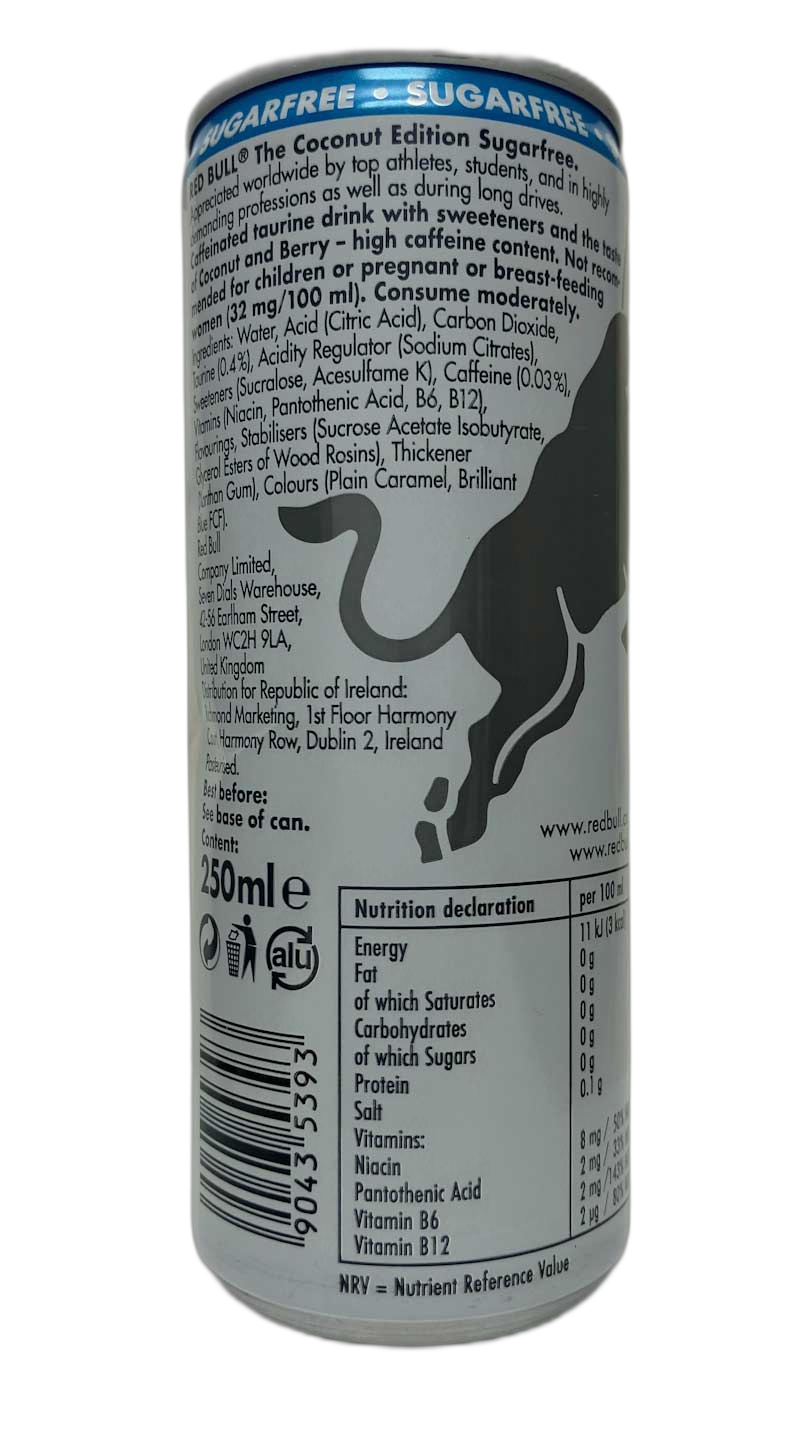 SUGARFREE • SUGARFREE •
RED BULL® The Coconut Edition Sugarfree.
Appreciated worldwide by top athletes, students, and in highly
demanding professions as well as during long drives.
Caffeinated taurine drink with sweeteners and the taste
of Coconut and Berry – high caffeine content. Not recom-
mended for children or pregnant or breast-feeding
women (32 mg/100 ml). Consume moderately.
Ingredients: Water, Acid (Citric Acid), Carbon Dioxide,
Taurine (0.4%), Acidity Regulator (Sodium Citrates),
Sweeteners (Sucralose, Acesulfame K), Caffeine (0.03%),
Vitamins (Niacin, Pantothenic Acid, B6, B12),
Flavourings, Stabilisers (Sucrose Acetate Isobutyrate,
Glycerol Esters of Wood Rosins), Thickener
(Xanthan Gum), Colours (Plain Caramel, Brilliant
Blue FCF).
Red Bull
Company Limited,
Seven Dials Warehouse,
42-56 Earlham Street,
London WC2H 9LA,
United Kingdom
Distribution for Republic of Ireland:
Richmond Marketing, 1st Floor Harmony
Court Harmony Row, Dublin 2, Ireland
Pasteurised.
Best before:
See base of can.
Content:
250ml e
alu
9043 5393
www.redbull.
www.
Nutrition declaration per 100 ml
Energy 11 kJ (3 kcal)
Fat 0 g
of which Saturates 0 g
Carbohydrates 0 g
of which Sugars 0 g
Protein 0 g
Salt 0.1 g
Vitamins:
Niacin 8 mg / 50%
Pantothenic Acid 2 mg / 33%
Vitamin B6 2 mg / 143%
Vitamin B12 2 µg / 80%
NRV = Nutrient Reference Value